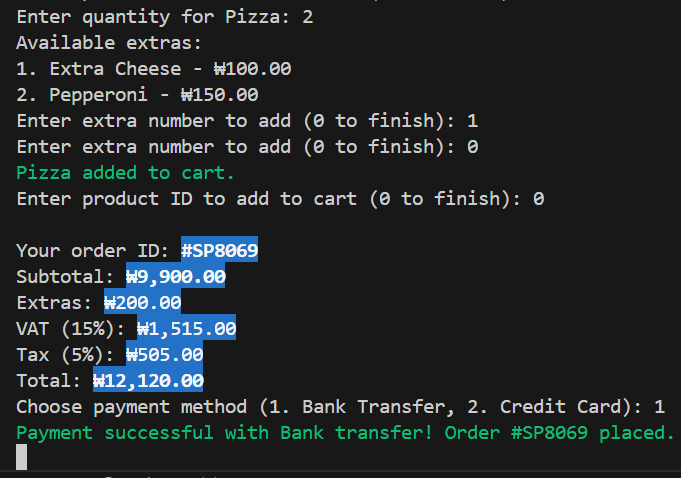 Enter quantity for Pizza: 2
Available extras:
1. Extra Cheese - ₩100.00
2. Pepperoni - ₩150.00
Enter extra number to add (0 to finish): 1
Enter extra number to add (0 to finish): 0
Pizza added to cart.
Enter product ID to add to cart (0 to finish): 0
Your order ID: #SP8069
Subtotal: ₩9,900.00
Extras: ₩200.00
VAT (15%): ₩1,515.00
Tax (5%): ₩505.00
Total: ₩12,120.00
Choose payment method (1. Bank Transfer, 2. Credit Card): 1
Payment successful with Bank transfer! Order #SP8069 placed.